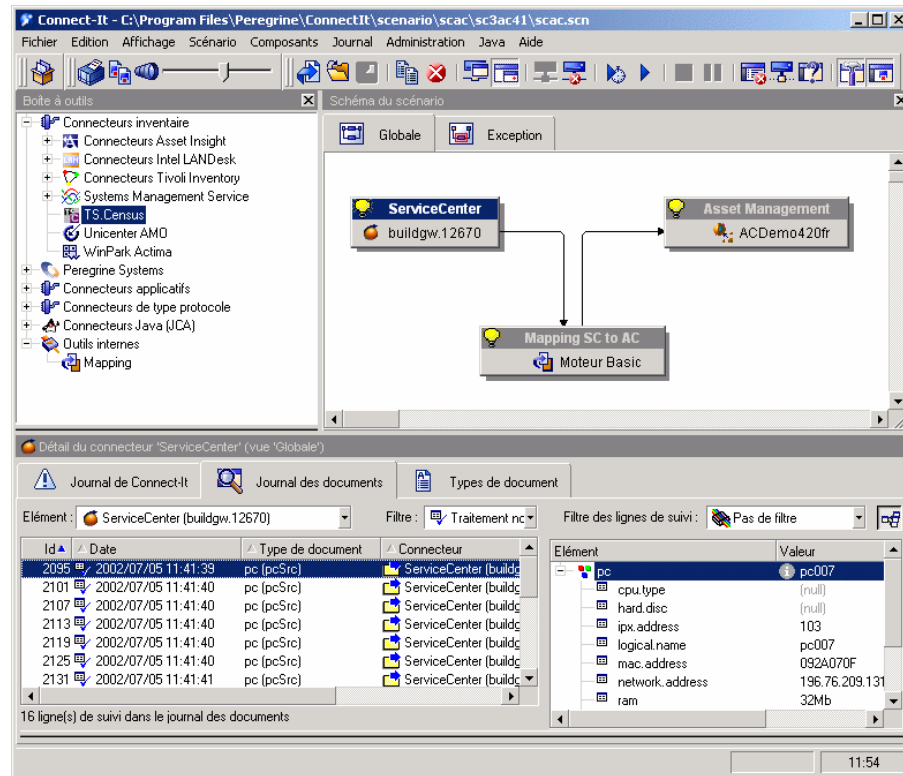 Connect-It - C:\Program Files\Peregrine\ConnectIt\scenario\scac\sc3ac41\scac.scn
Fichier Edition Affichage Scénario Composants Journal Administration Java Aide
Boîte à outils
Connecteurs inventaire
Connecteurs Asset Insight
Connecteurs Intel LANDesk
Connecteurs Tivoli Inventory
Systems Management Service
TS.Census
Unicenter AMO
WinPark Actima
Peregrine Systems
Connecteurs applicatifs
Connecteurs de type protocole
Connecteurs Java (JCA)
Outils internes
Mapping
Schéma du scénario
Globale Exception
ServiceCenter
buildgw.12670
Asset Management
ACDemo420fr
Mapping SC to AC
Moteur Basic
Détail du connecteur 'ServiceCenter' (vue 'Globale')
Journal de Connect-It Journal des documents Types de document
Elément : ServiceCenter (buildgw.12670) Filtre : Traitement nc Filtre des lignes de suivi : Pas de filtre
Id Date Type de document Connecteur
2095 2002/07/05 11:41:39 pc (pcSrc) ServiceCenter (buildg
2101 2002/07/05 11:41:40 pc (pcSrc) ServiceCenter (buildg
2107 2002/07/05 11:41:40 pc (pcSrc) ServiceCenter (buildg
2113 2002/07/05 11:41:40 pc (pcSrc) ServiceCenter (buildg
2119 2002/07/05 11:41:40 pc (pcSrc) ServiceCenter (buildg
2125 2002/07/05 11:41:40 pc (pcSrc) ServiceCenter (buildg
2131 2002/07/05 11:41:41 pc (pcSrc) ServiceCenter (buildg
16 ligne(s) de suivi dans le journal des documents
Elément Valeur
pc pc007
cpu.type (null)
hard.disc (null)
ipx.address 103
logical.name pc007
mac.address 092A070F
network.address 196.76.209.131
ram 32Mb
11:54